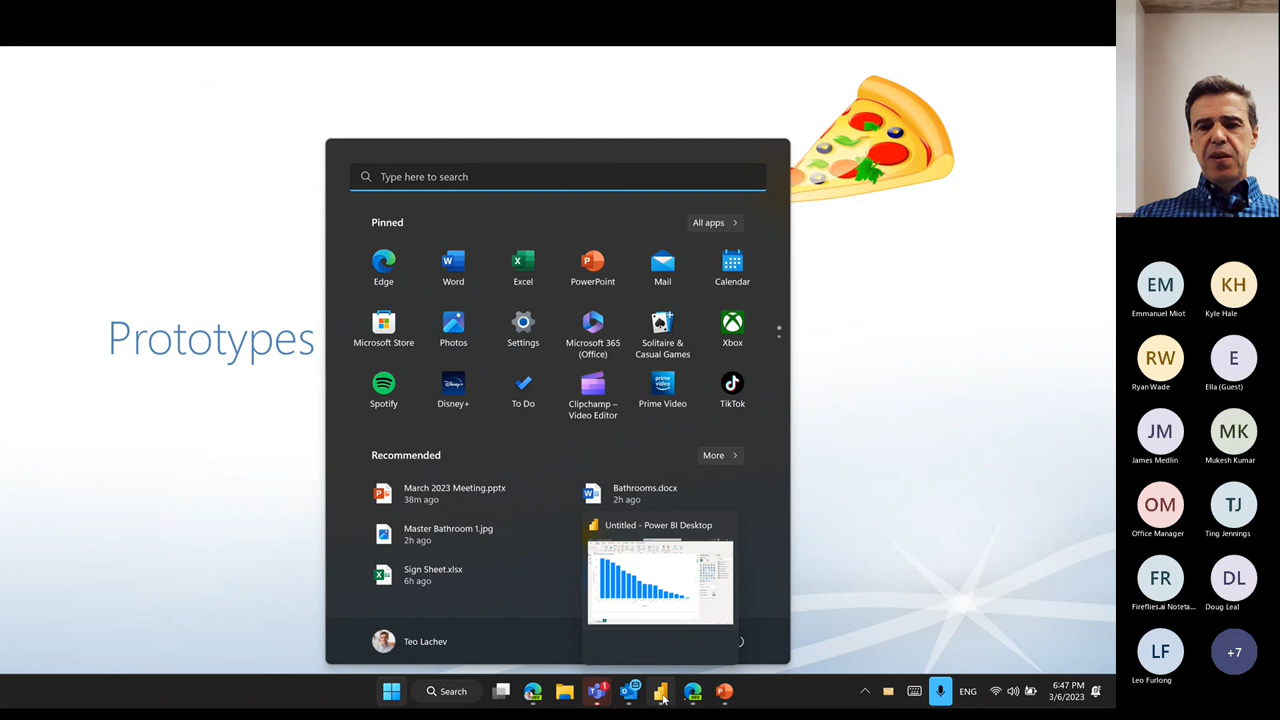 Prototypes
Type here to search
Pinned
All apps
Edge
Word
Excel
PowerPoint
Mail
Calendar
Microsoft Store
Photos
Settings
Microsoft 365
(Office)
Solitaire &
Casual Games
Xbox
Spotify
Disney+
To Do
Clipchamp –
Video Editor
Prime Video
TikTok
Recommended
More
March 2023 Meeting.pptx
38m ago
Bathrooms.docx
2h ago
Master Bathroom 1.jpg
2h ago
Untitled - Power BI Desktop
Sign Sheet.xlsx
6h ago
Teo Lachev
Search
ENG
6:47 PM
3/6/2023
EM
Emmanuel Miot
KH
Kyle Hale
RW
Ryan Wade
E
Ella (Guest)
JM
James Medlin
MK
Mukesh Kumar
OM
Office Manager
TJ
Ting Jennings
FR
Fireflies.ai Noteta...
DL
Doug Leal
LF
Leo Furlong
+7